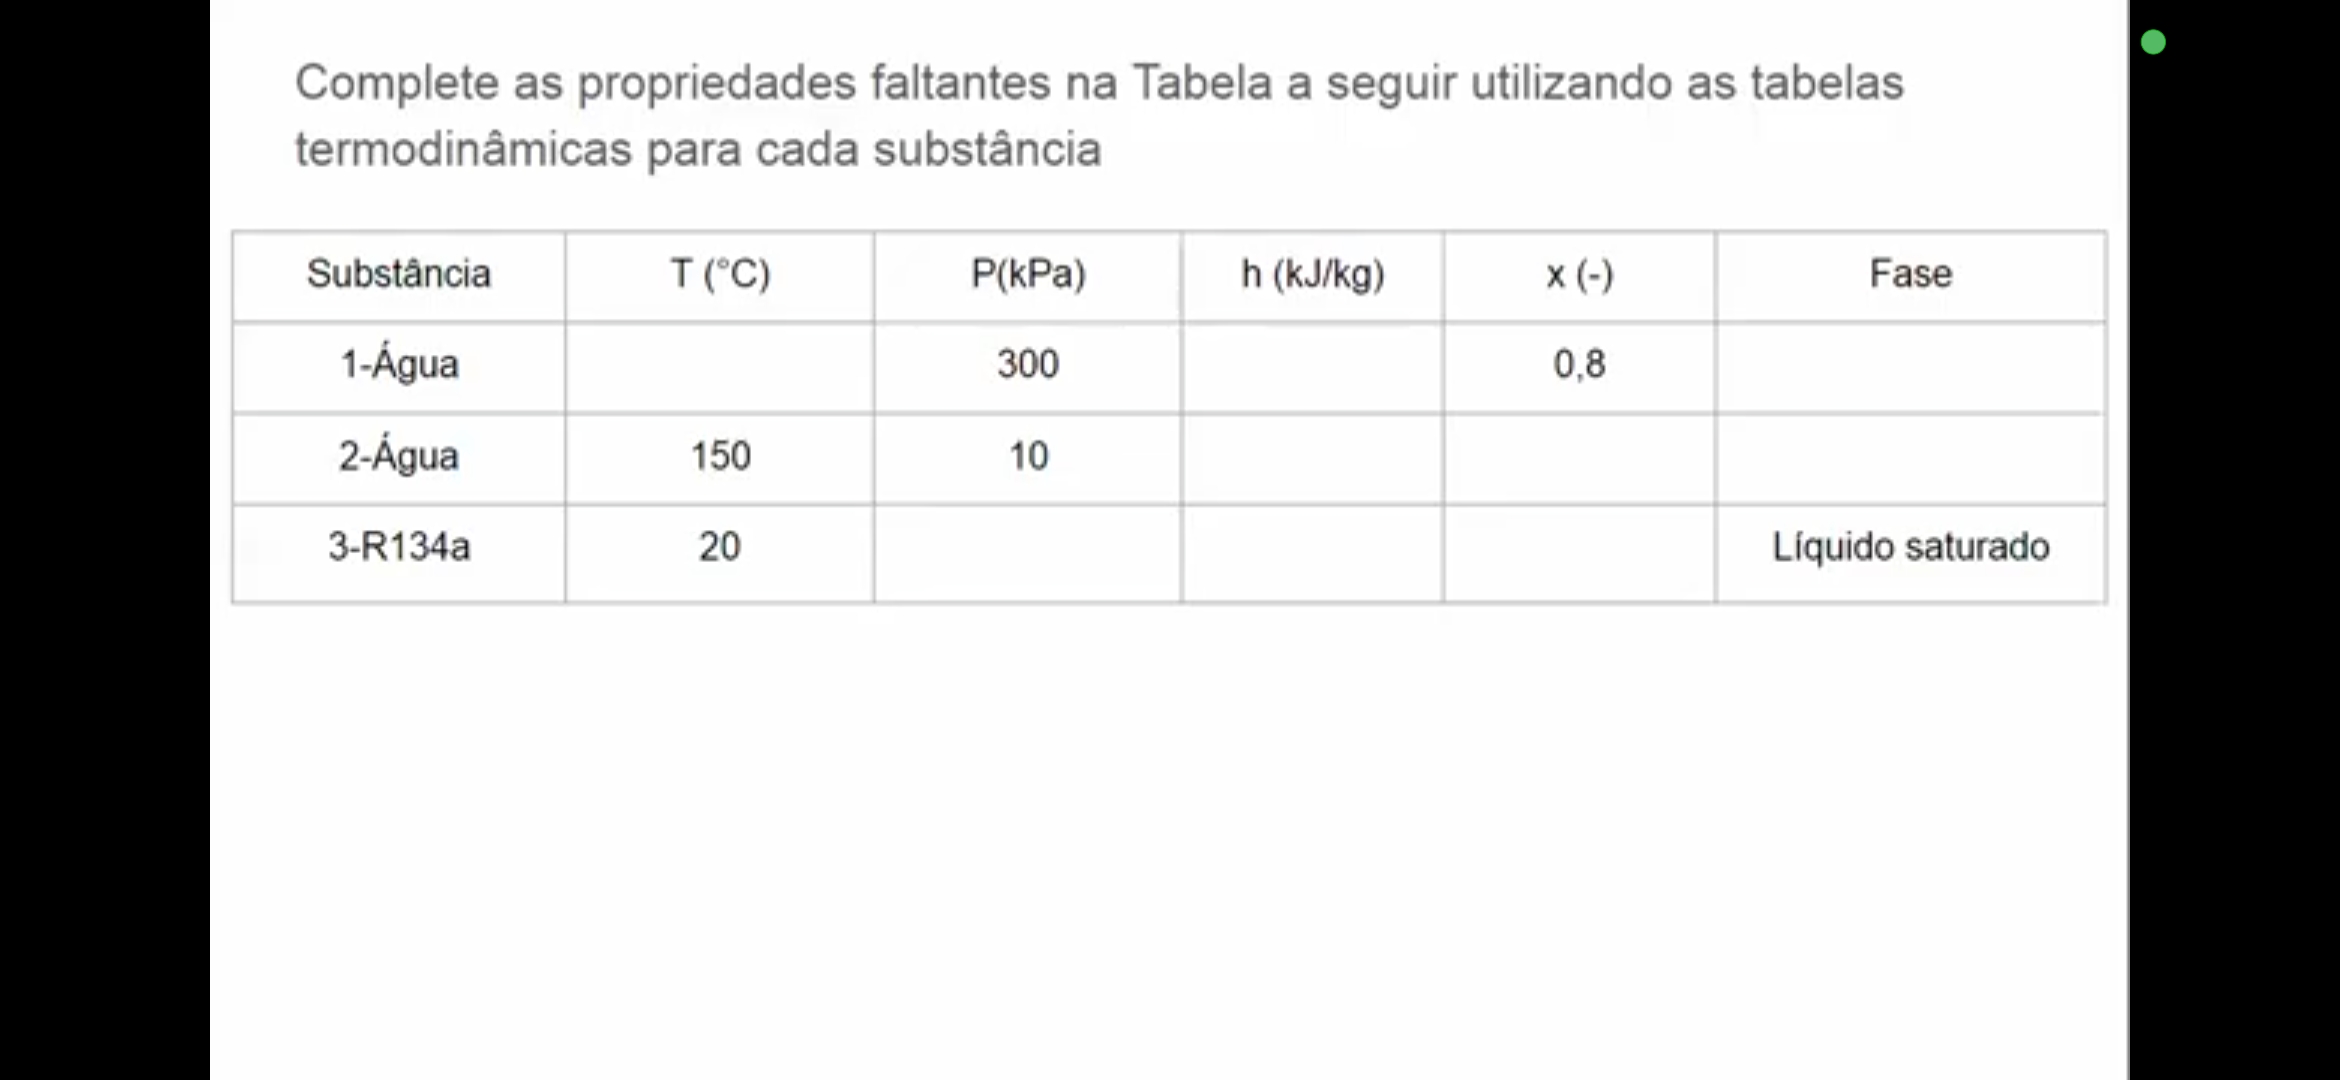 Complete as propriedades faltantes na Tabela a seguir utilizando as tabelas
termodinâmicas para cada substância
Substância T (°C) P(kPa) h (kJ/kg) x (-) Fase
1-Água 300 0,8
2-Água 150 10
3-R134a 20 Líquido saturado